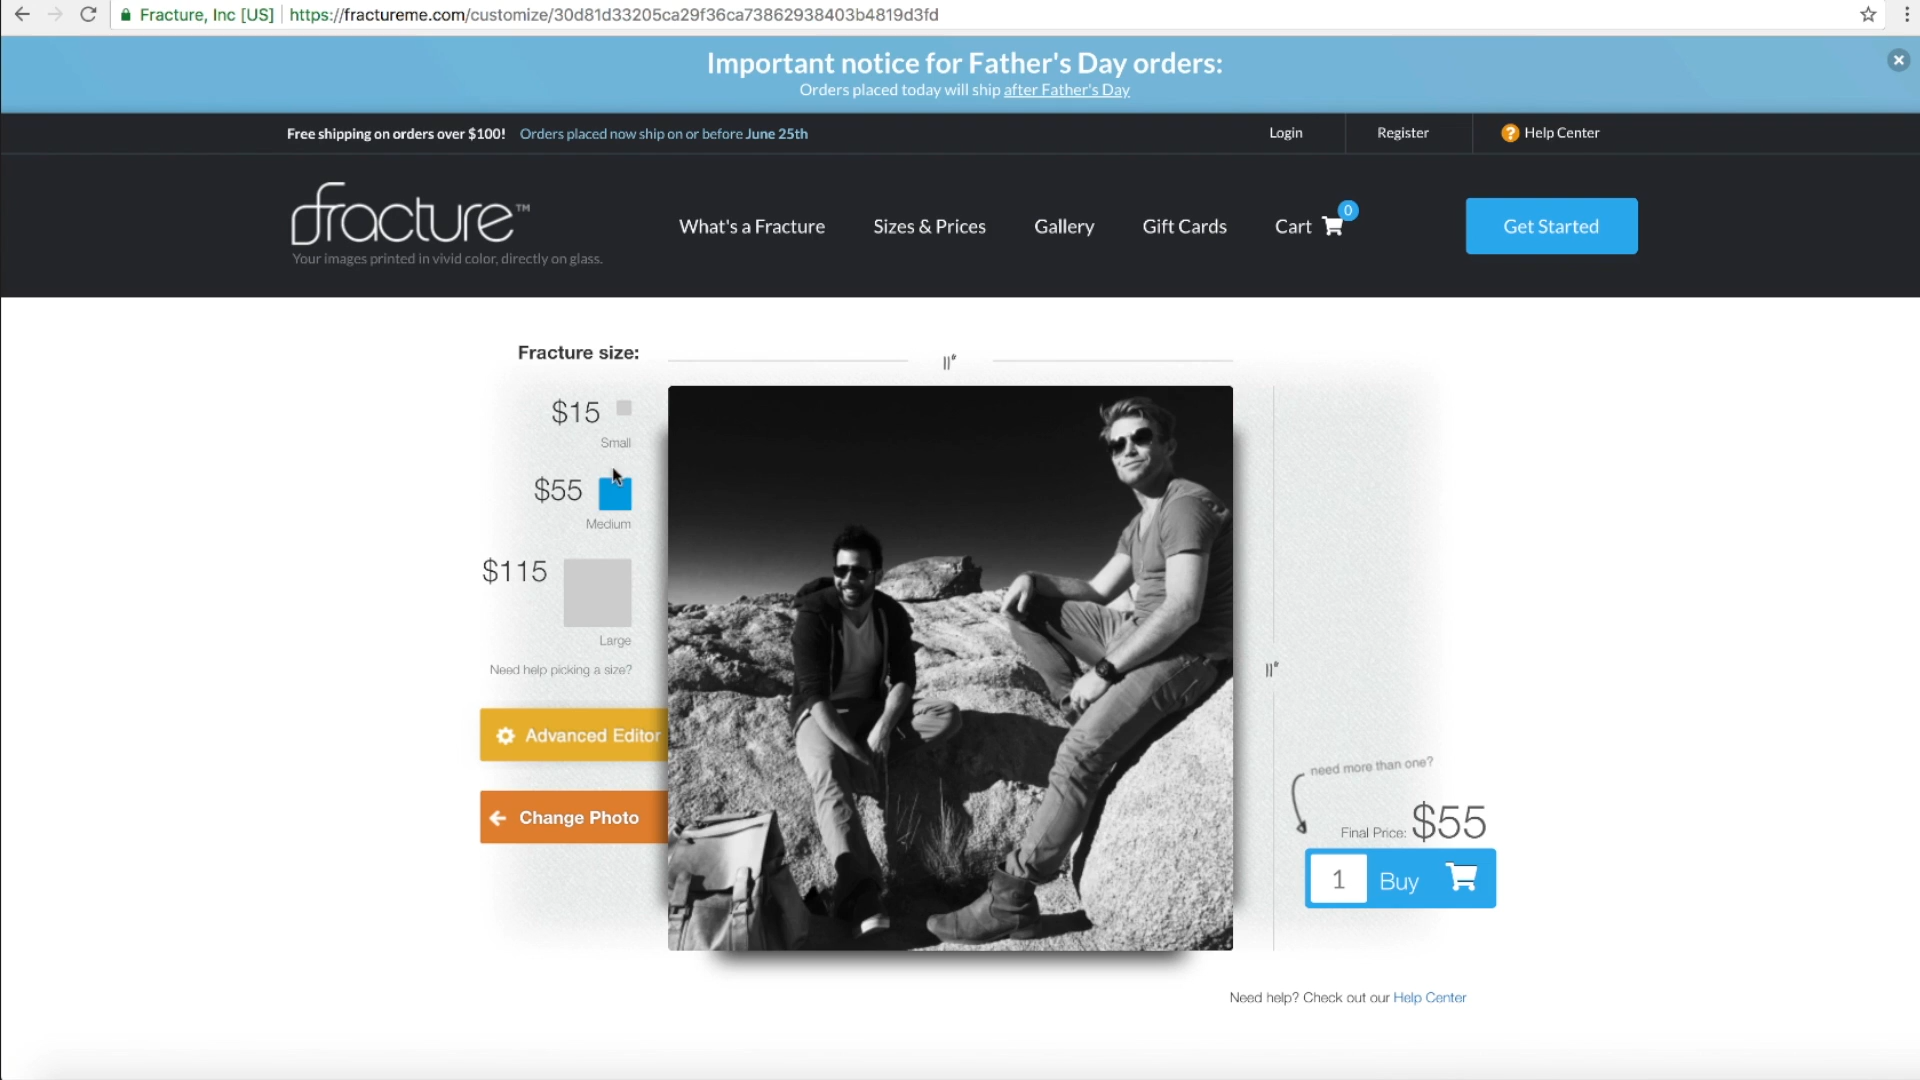 Fracture, Inc [US] https://fractureme.com/customize/30d81d33205ca29f36ca73862938403b4819d3fd
Important notice for Father's Day orders:
Orders placed today will ship after Father's Day
Free shipping on orders over $100! Orders placed now ship on or before June 25th
Login
Register
? Help Center
fracture™
Your images printed in vivid color, directly on glass.
What's a Fracture
Sizes & Prices
Gallery
Gift Cards
Cart
0
Get Started
Fracture size:
11"
$15
Small
$55
Medium
$115
Large
Need help picking a size?
Advanced Editor
Change Photo
11"
need more than one?
Final Price: $55
1 Buy
Need help? Check out our Help Center